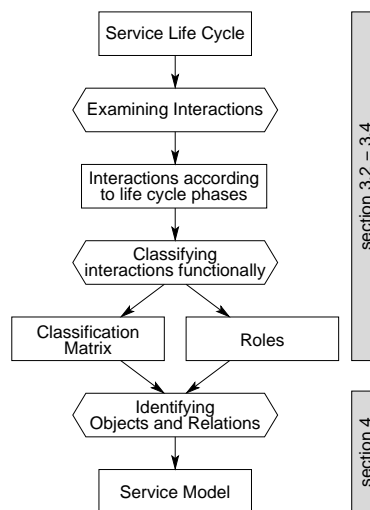 Service Life Cycle
Examining Interactions
Interactions according
to life cycle phases
Classifying
interactions functionally
Classification
Matrix
Roles
Identifying
Objects and Relations
Service Model
section 3.2 – 3.4
section 4